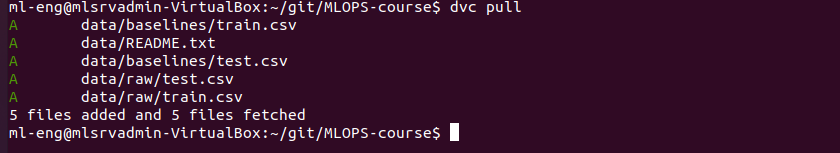 ml-eng@mlsrvadmin-VirtualBox:~/git/MLOPS-course$ dvc pull
A       data/baselines/train.csv
A       data/README.txt
A       data/baselines/test.csv
A       data/raw/test.csv
A       data/raw/train.csv
5 files added and 5 files fetched
ml-eng@mlsrvadmin-VirtualBox:~/git/MLOPS-course$